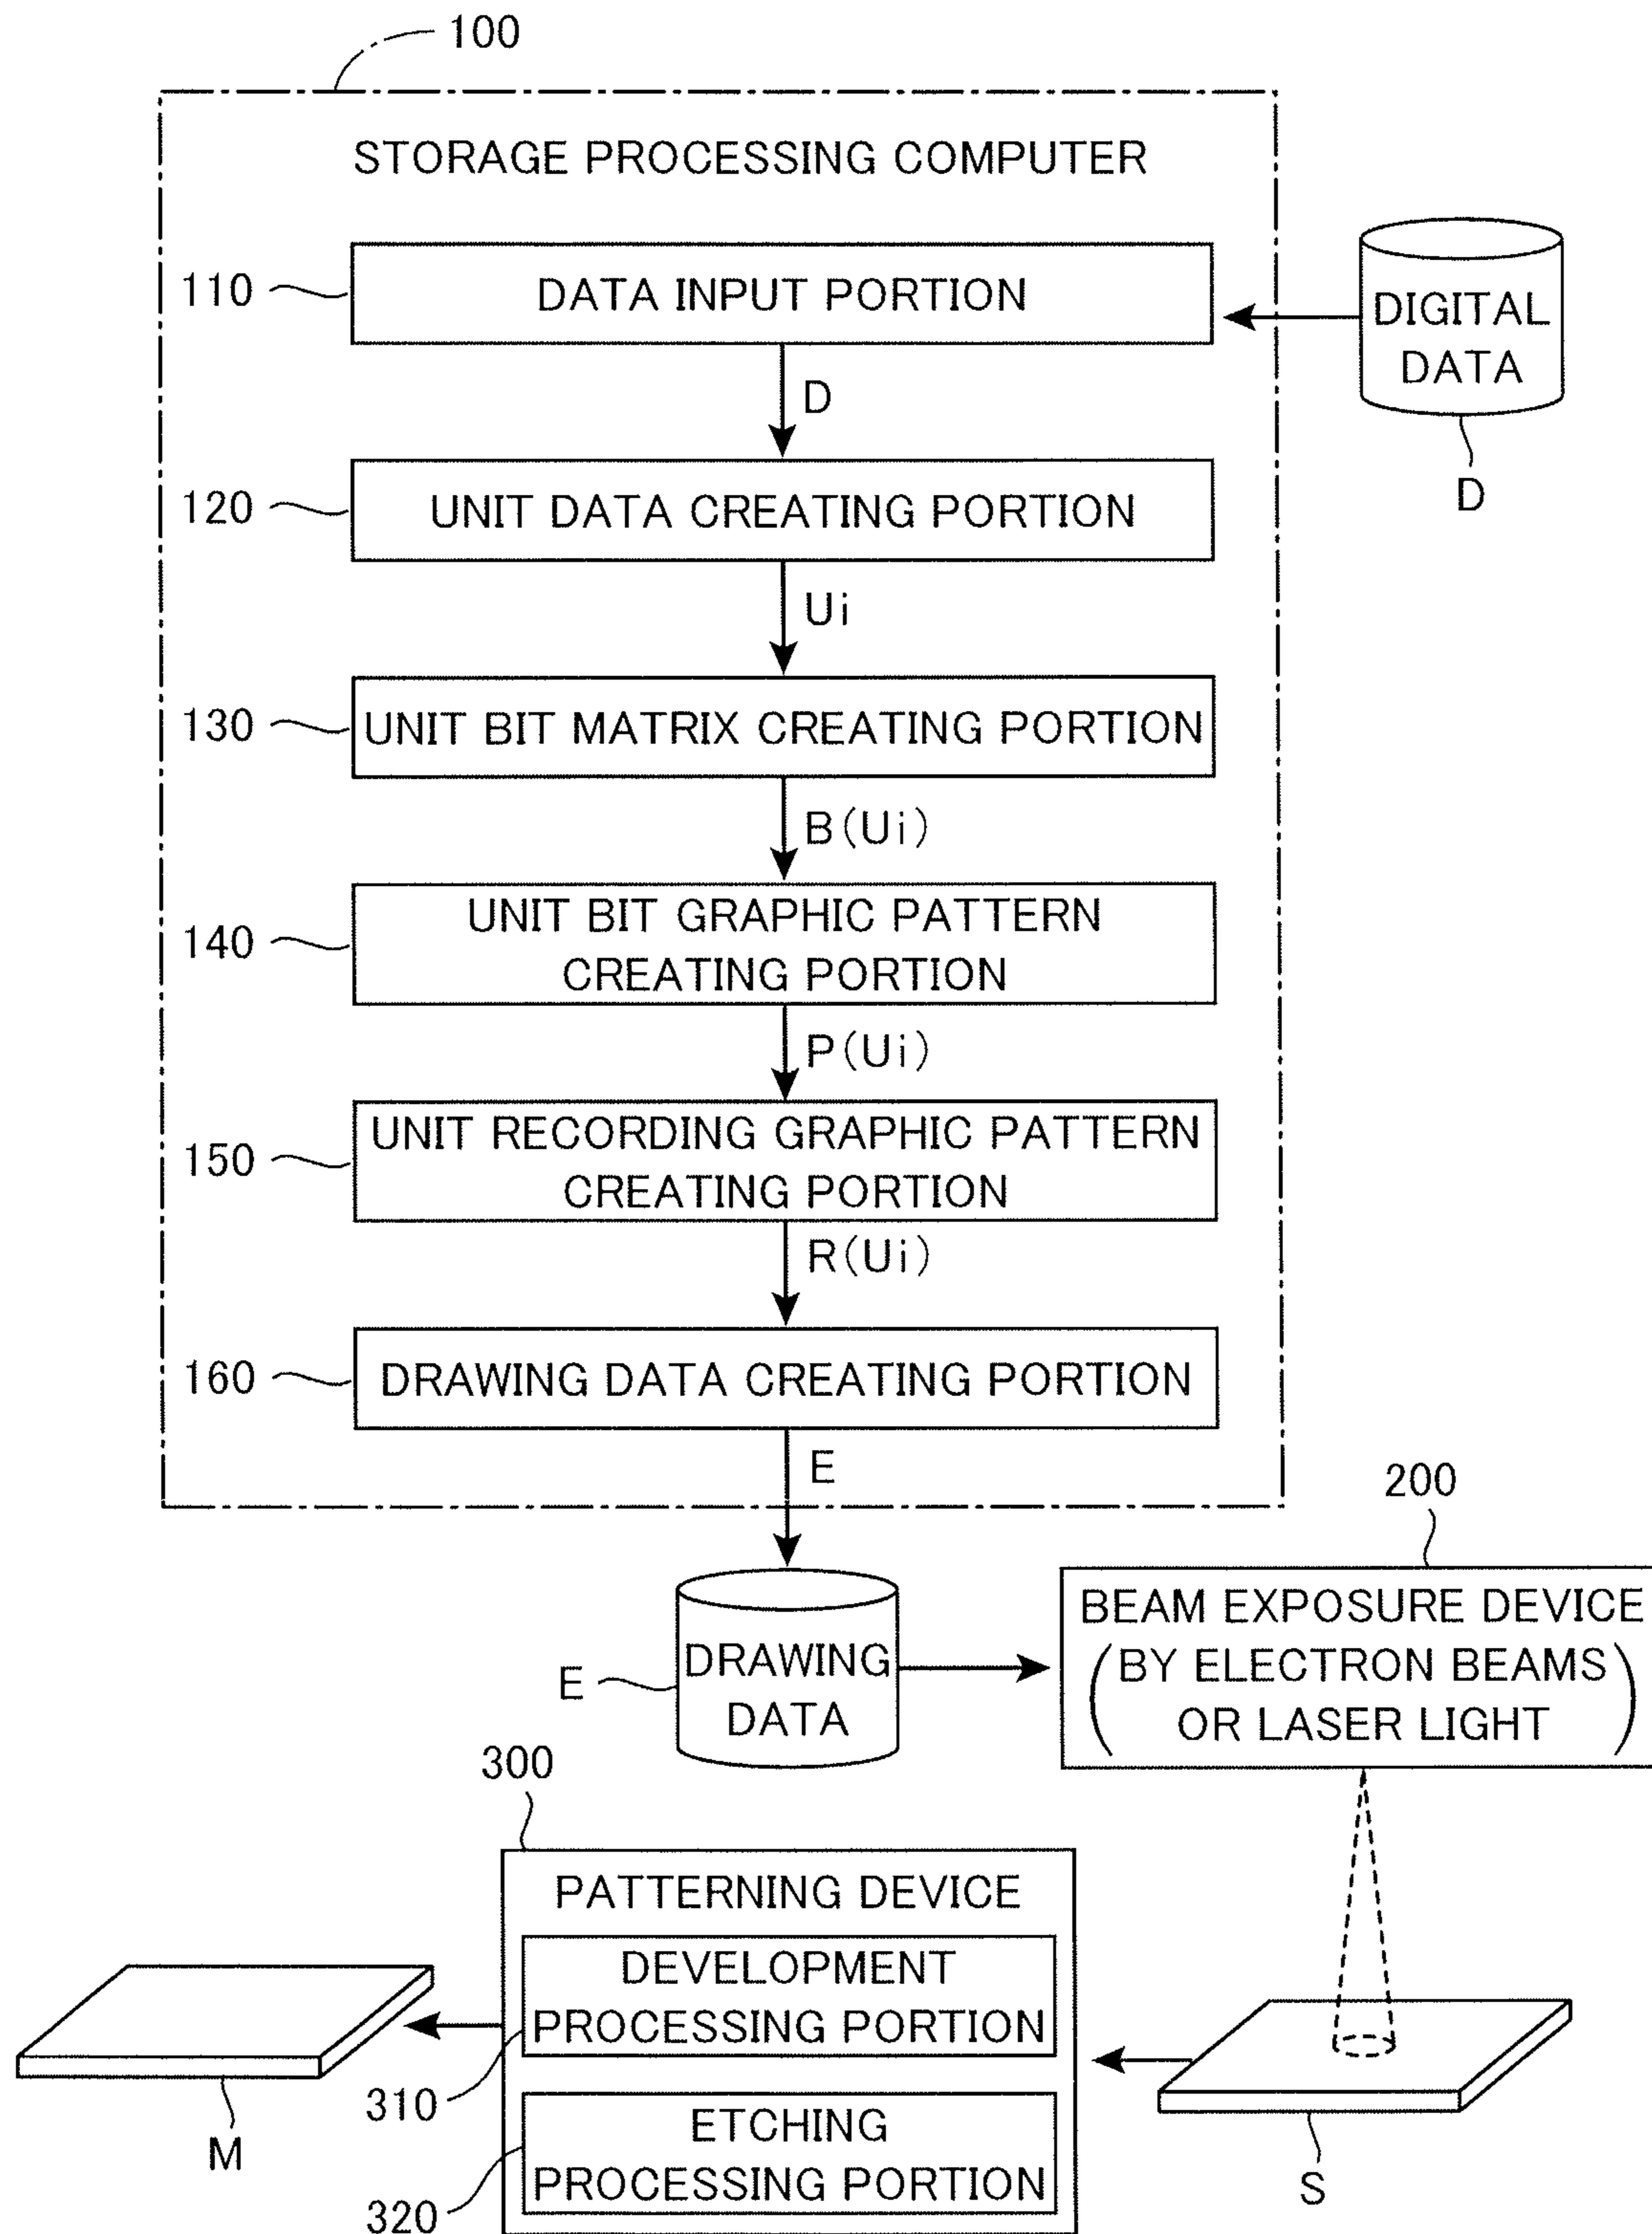 100
STORAGE PROCESSING COMPUTER
110
DATA INPUT PORTION
DIGITAL
DATA
D
D
120
UNIT DATA CREATING PORTION
Ui
130
UNIT BIT MATRIX CREATING PORTION
B(Ui)
140
UNIT BIT GRAPHIC PATTERN
CREATING PORTION
P(Ui)
150
UNIT RECORDING GRAPHIC PATTERN
CREATING PORTION
R(Ui)
160
DRAWING DATA CREATING PORTION
E
200
BEAM EXPOSURE DEVICE
(BY ELECTRON BEAMS
OR LASER LIGHT)
E
DRAWING
DATA
300
PATTERNING DEVICE
310
DEVELOPMENT
PROCESSING PORTION
320
ETCHING
PROCESSING PORTION
M
S